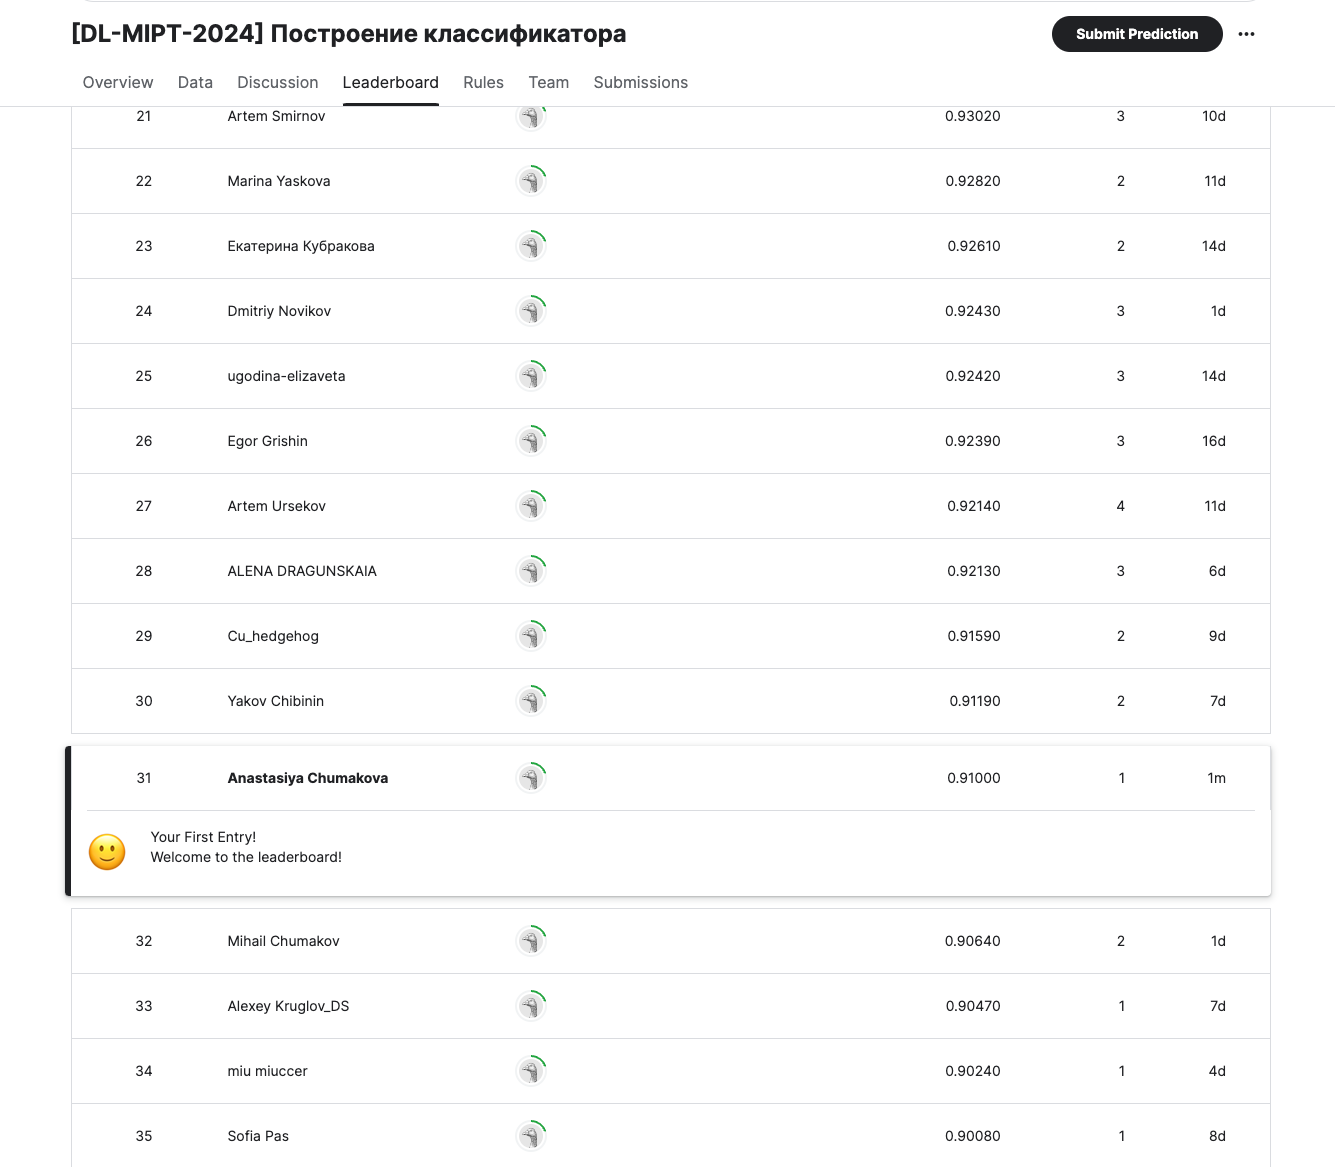 [DL-MIPT-2024] Построение классификатора
Submit Prediction
Overview Data Discussion Leaderboard Rules Team Submissions
21 Artem Smirnov 0.93020 3 10d
22 Marina Yaskova 0.92820 2 11d
23 Екатерина Кубракова 0.92610 2 14d
24 Dmitriy Novikov 0.92430 3 1d
25 ugodina-elizaveta 0.92420 3 14d
26 Egor Grishin 0.92390 3 16d
27 Artem Ursekov 0.92140 4 11d
28 ALENA DRAGUNSKAIA 0.92130 3 6d
29 Cu_hedgehog 0.91590 2 9d
30 Yakov Chibinin 0.91190 2 7d
31 Anastasiya Chumakova 0.91000 1 1m
Your First Entry!
Welcome to the leaderboard!
32 Mihail Chumakov 0.90640 2 1d
33 Alexey Kruglov_DS 0.90470 1 7d
34 miu miuccer 0.90240 1 4d
35 Sofia Pas 0.90080 1 8d